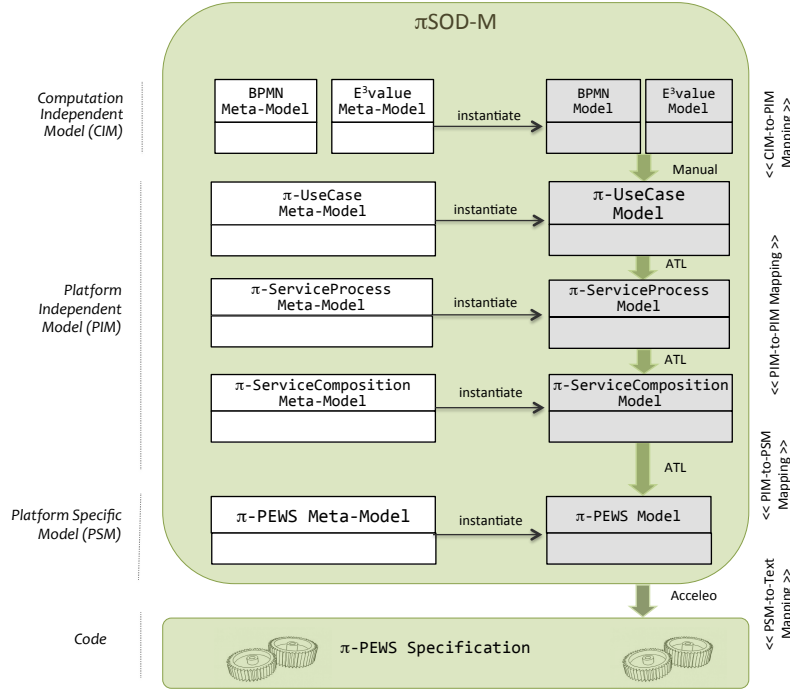 πSOD-M
Computation
Independent
Model (CIM)
BPMN
Meta-Model
E³value
Meta-Model
instantiate
BPMN
Model
E³value
Model
<< CIM-to-PIM
Mapping >>
Manual
π-UseCase
Meta-Model
instantiate
π-UseCase
Model
ATL
Platform
Independent
Model (PIM)
π-ServiceProcess
Meta-Model
instantiate
π-ServiceProcess
Model
<< PIM-to-PIM Mapping >>
ATL
π-ServiceComposition
Meta-Model
instantiate
π-ServiceComposition
Model
ATL
<< PIM-to-PSM
Mapping >>
Platform Specific
Model (PSM)
π-PEWS Meta-Model
instantiate
π-PEWS Model
Acceleo
<< PSM-to-Text
Mapping >>
Code
π-PEWS Specification